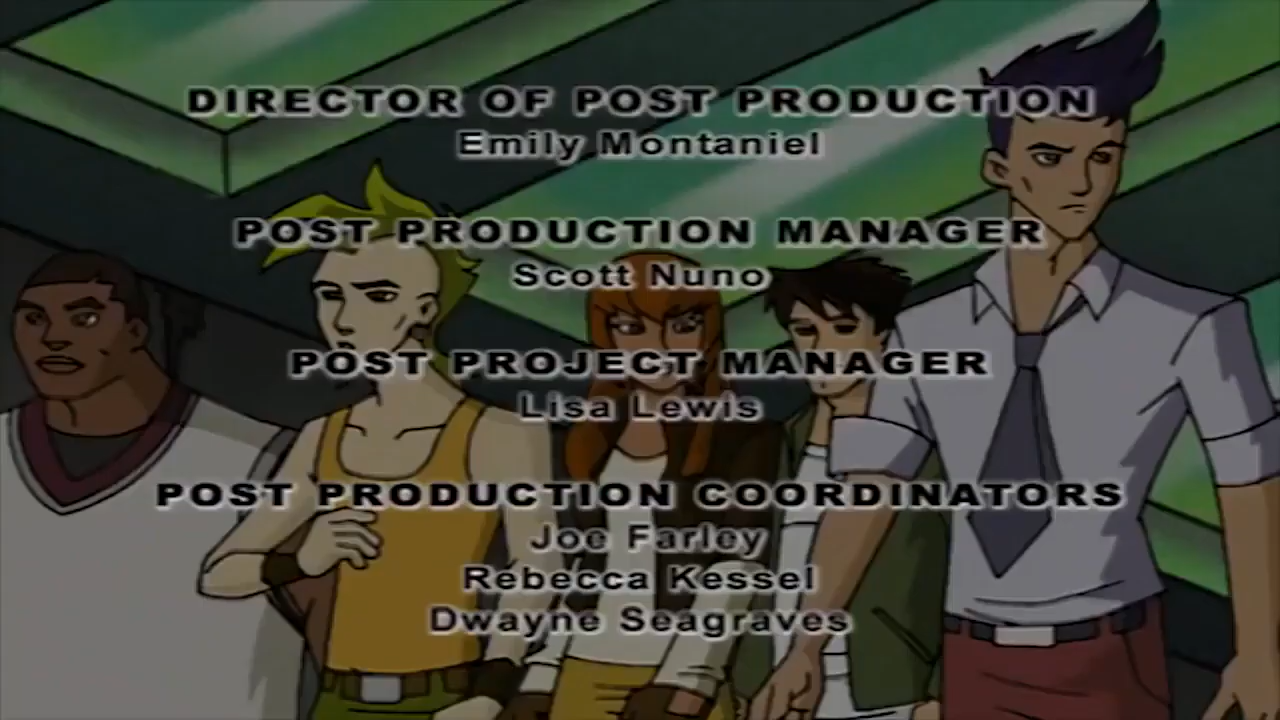 DIRECTOR OF POST PRODUCTION
Emily Montaniel
POST PRODUCTION MANAGER
Scott Nuno
POST PROJECT MANAGER
Lisa Lewis
POST PRODUCTION COORDINATORS
Joe Farley
Rebecca Kessel
Dwayne Seagraves